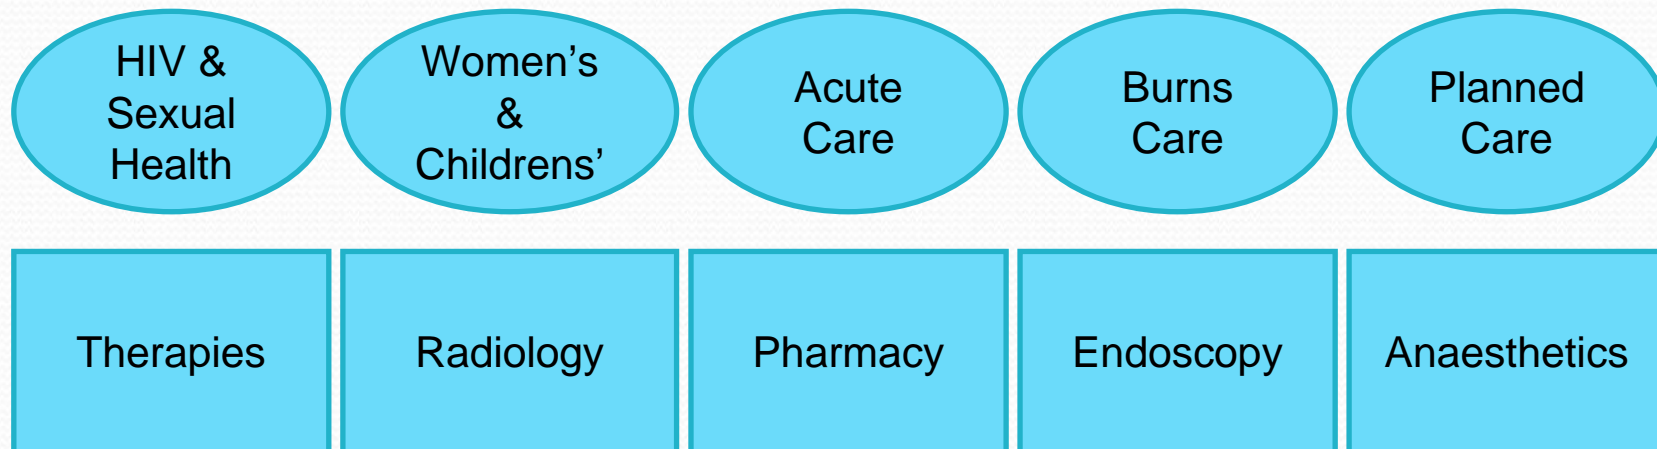 HIV &
Sexual
Health
Women’s
&
Childrens’
Acute
Care
Burns
Care
Planned
Care
Therapies
Radiology
Pharmacy
Endoscopy
Anaesthetics